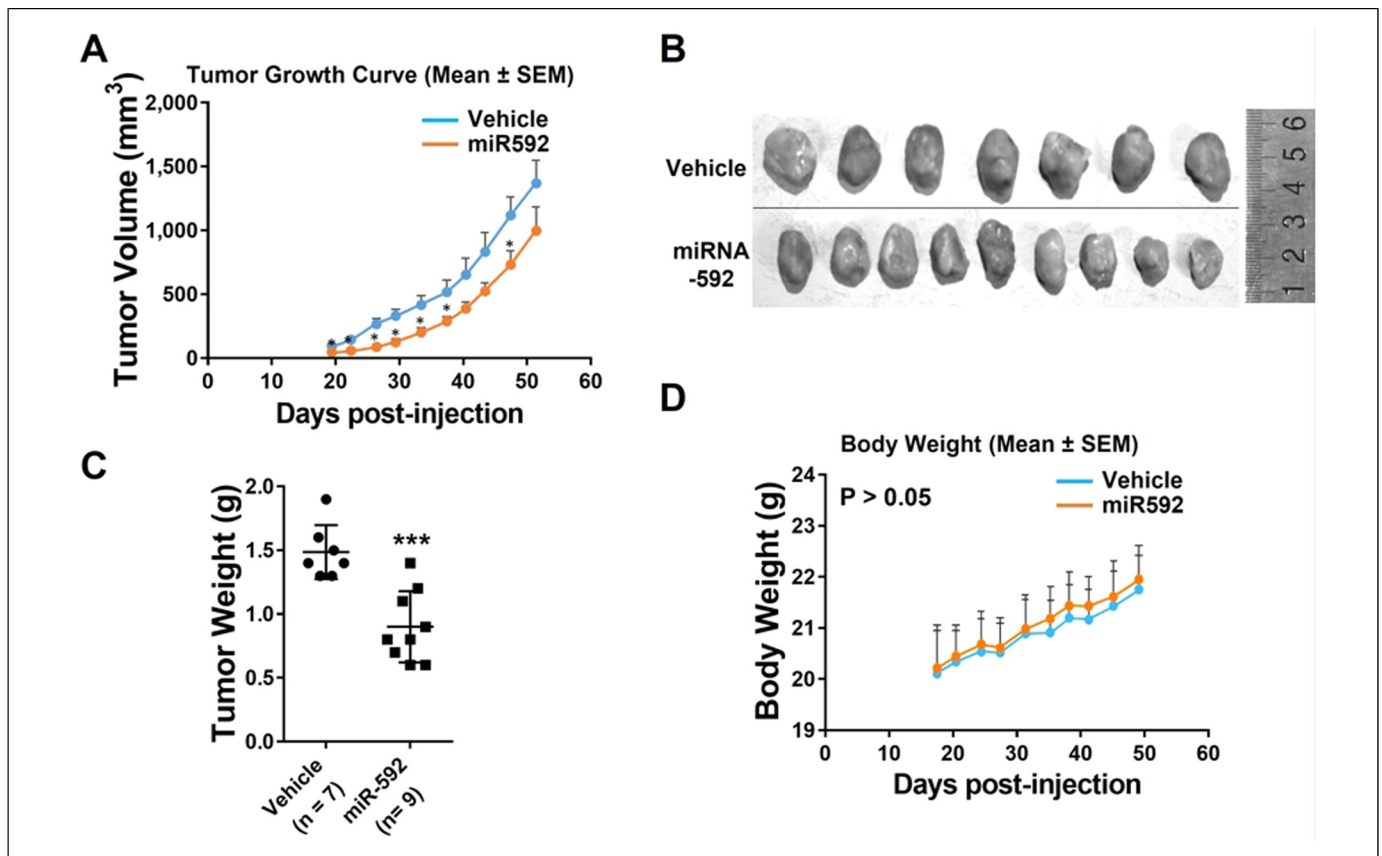 A
Tumor Growth Curve (Mean ± SEM)
Tumor Volume (mm³)
2,000
1,500
1,000
500
0
Vehicle
miR592
* * * * * * *
0 10 20 30 40 50 60
Days post-injection
B
Vehicle
miRNA
-592
6
5
4
3
2
1
C
Tumor Weight (g)
2.0
1.5
1.0
0.5
0.0
***
Vehicle
(n = 7)
miR-592
(n= 9)
D
Body Weight (Mean ± SEM)
Body Weight (g)
24
23
22
21
20
19
P > 0.05
Vehicle
miR592
0 10 20 30 40 50 60
Days post-injection